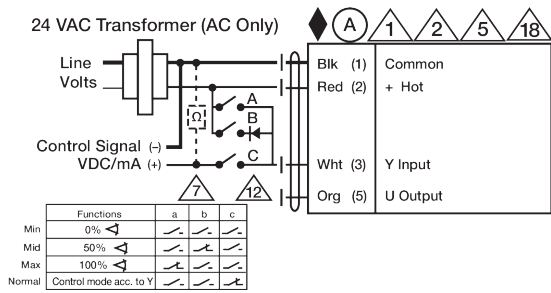 24 VAC Transformer (AC Only)
A 1 2 5 18
Line
Volts
Blk (1) Common
Red (2) + Hot
A
B
Ω
C
Control Signal (–)
VDC/mA (+)
Wht (3) Y Input
Org (5) U Output
7 12
Functions a b c
Min 0%
Mid 50%
Max 100%
Normal Control mode acc. to Y